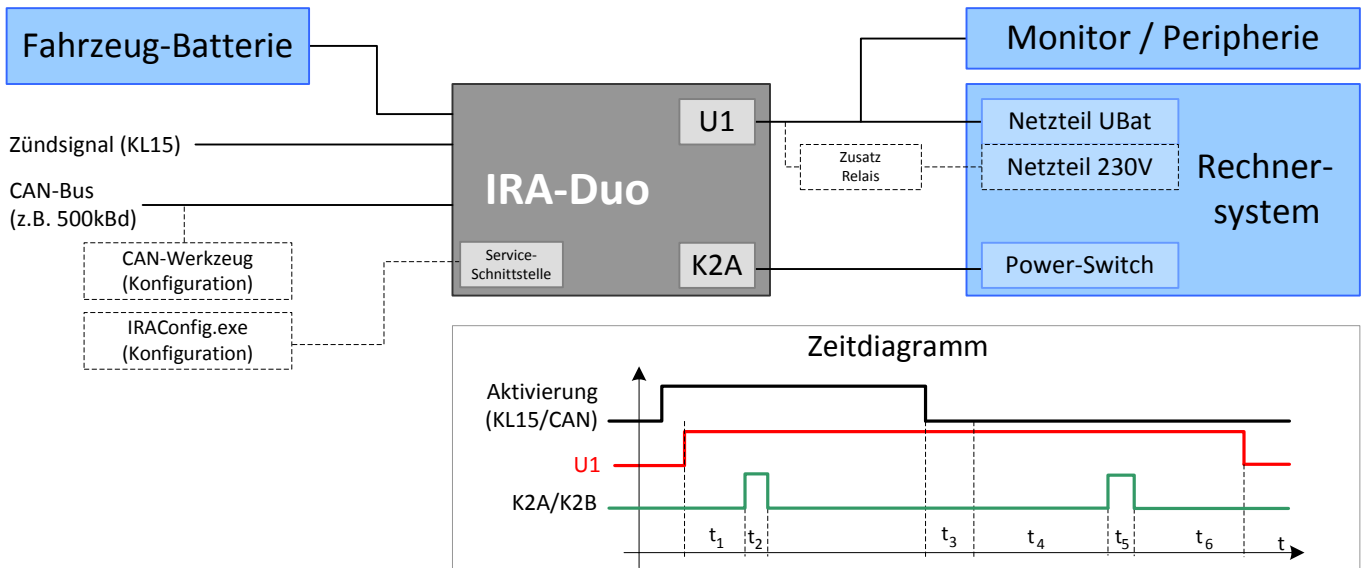 Fahrzeug-Batterie
Monitor / Peripherie
Zündsignal (KL15)
CAN-Bus
(z.B. 500kBd)
CAN-Werkzeug
(Konfiguration)
IRAConfig.exe
(Konfiguration)
IRA-Duo
U1
Service-
Schnittstelle
K2A
Zusatz
Relais
Netzteil UBat
Netzteil 230V
Rechner-
system
Power-Switch
Zeitdiagramm
Aktivierung
(KL15/CAN)
U1
K2A/K2B
t1 t2 t3 t4 t5 t6 t